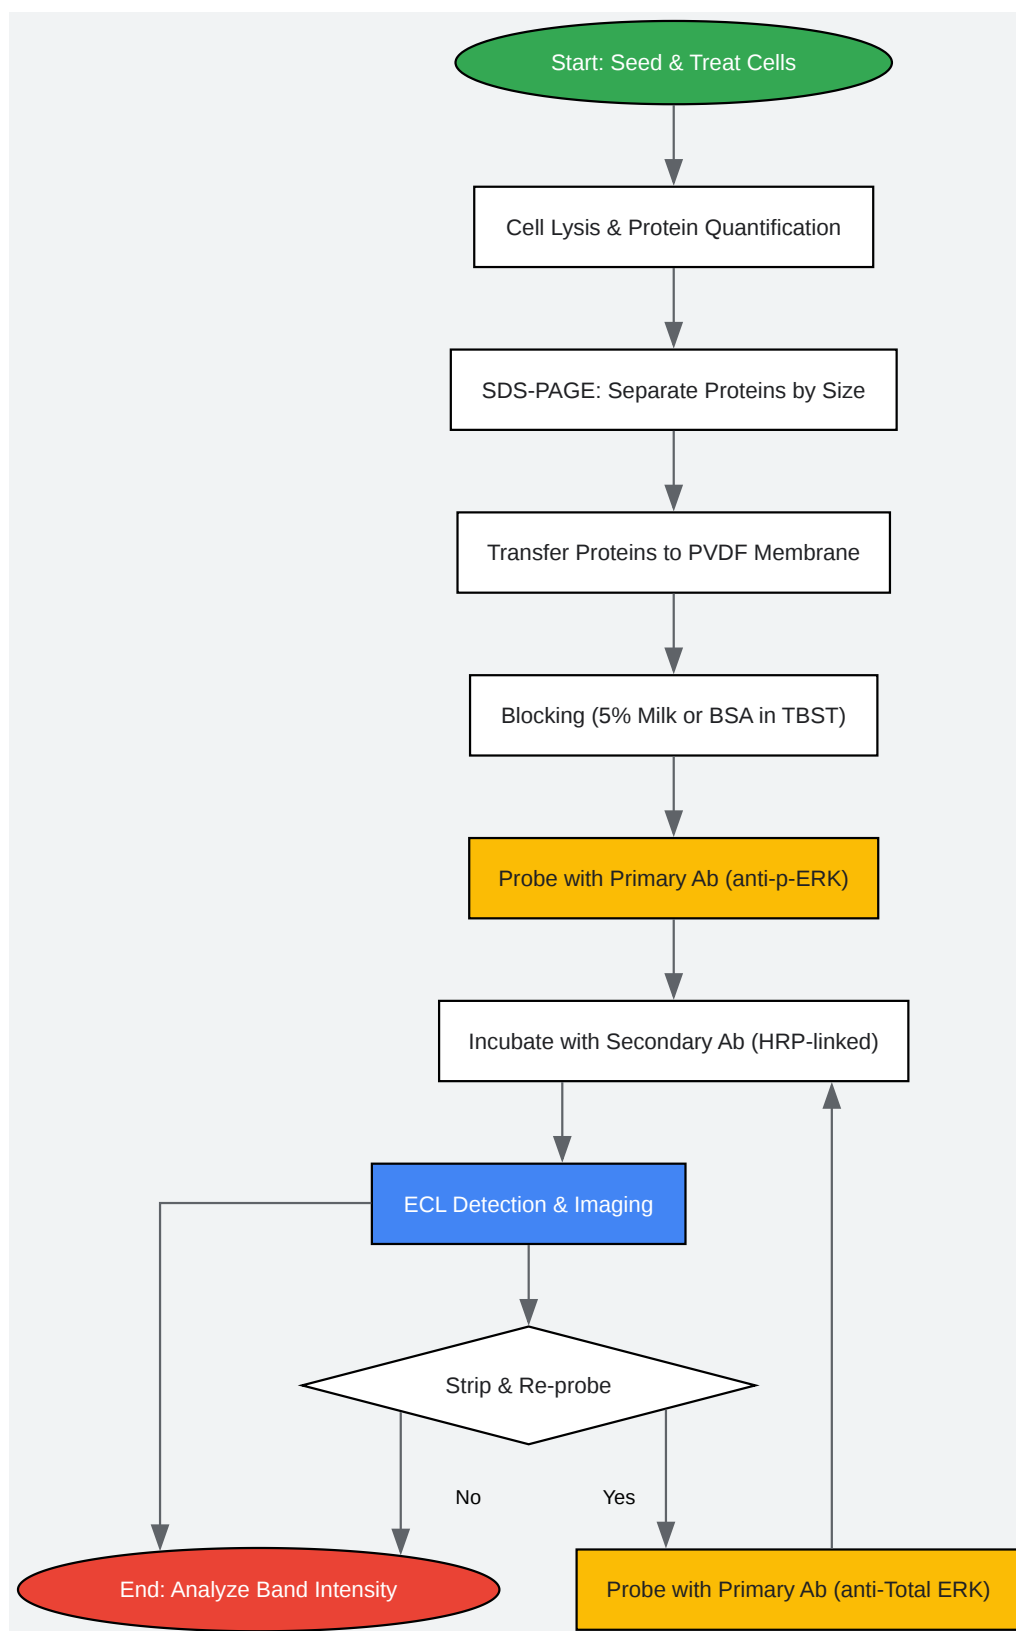 Start: Seed & Treat Cells
Cell Lysis & Protein Quantification
SDS-PAGE: Separate Proteins by Size
Transfer Proteins to PVDF Membrane
Blocking (5% Milk or BSA in TBST)
Probe with Primary Ab (anti-p-ERK)
Incubate with Secondary Ab (HRP-linked)
ECL Detection & Imaging
Strip & Re-probe
No
Yes
End: Analyze Band Intensity
Probe with Primary Ab (anti-Total ERK)